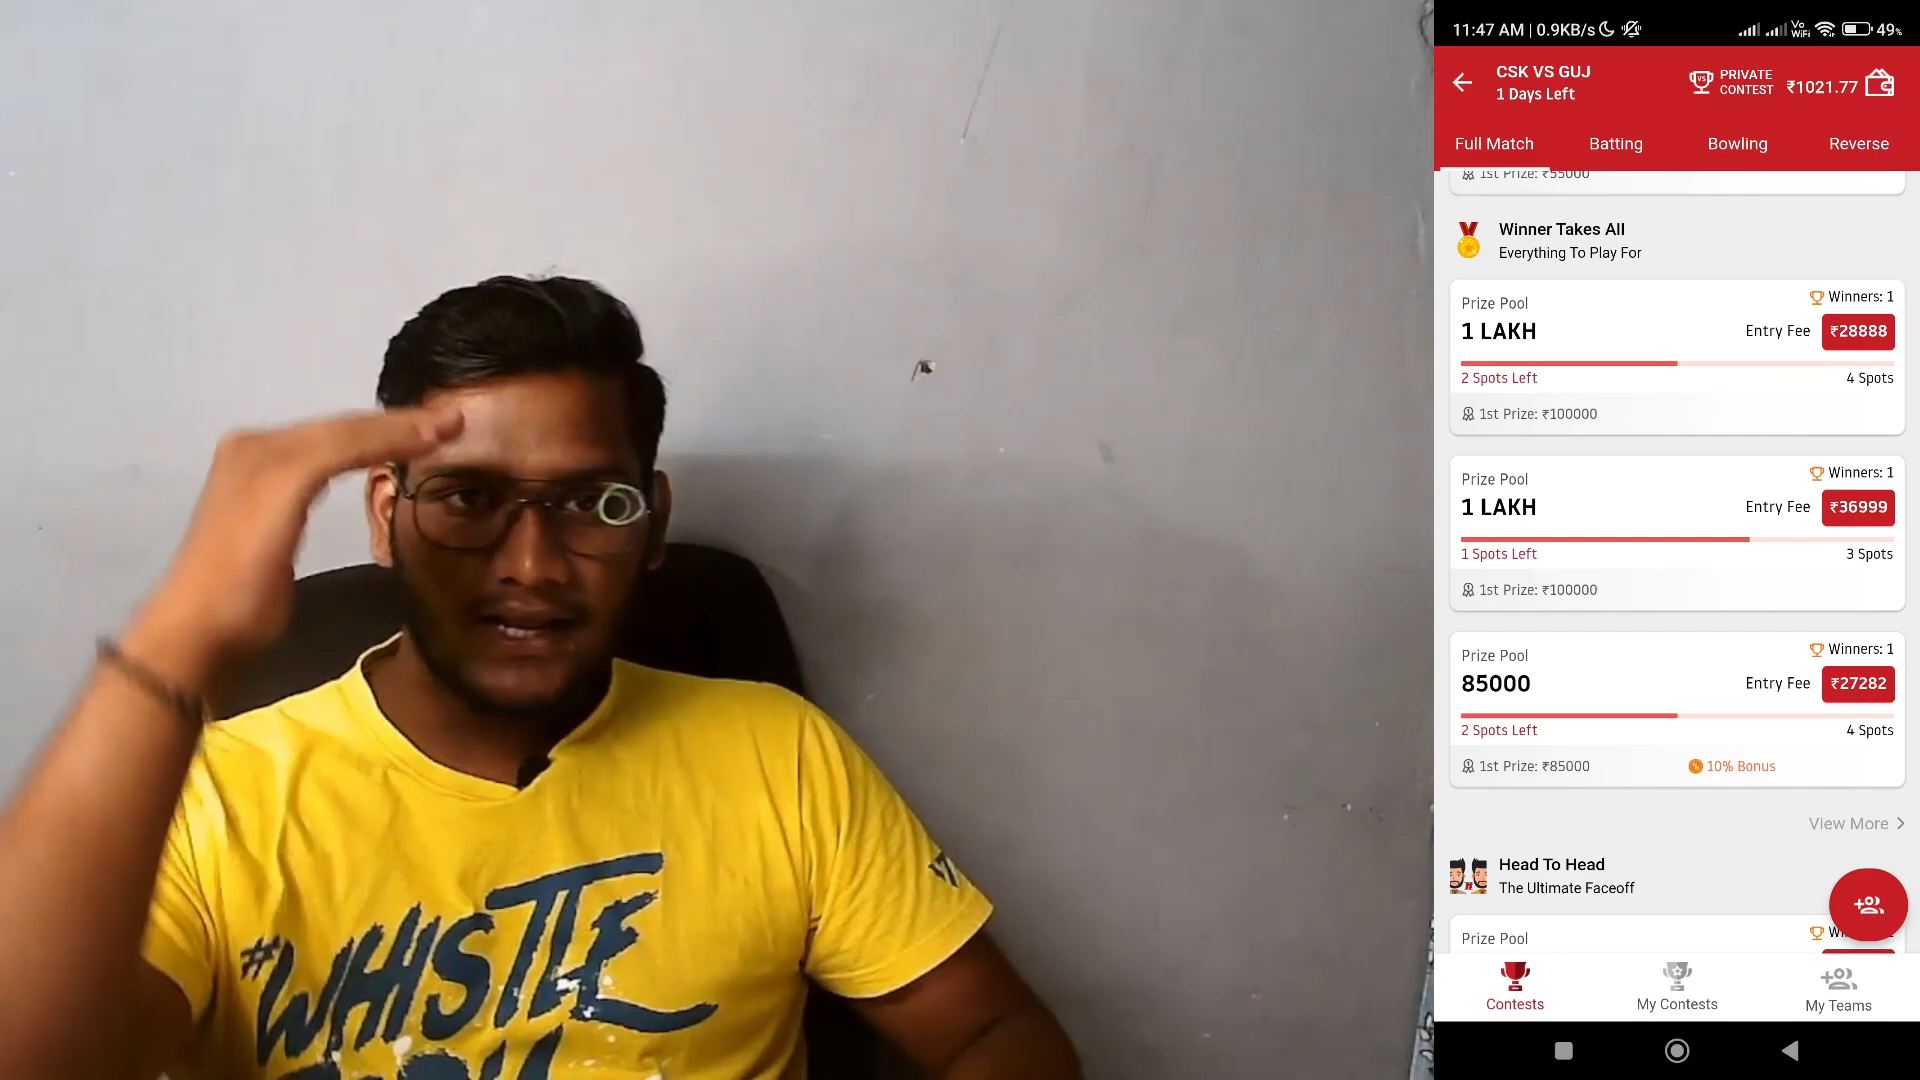 11:47 AM | 0.9KB/s
Vo
WiFi
49%
CSK VS GUJ
1 Days Left
PRIVATE
CONTEST
₹1021.77
Full Match
Batting
Bowling
Reverse
1st Prize: ₹55000
Winner Takes All
Everything To Play For
Prize Pool
Winners: 1
1 LAKH
Entry Fee
₹28888
2 Spots Left
4 Spots
1st Prize: ₹100000
Prize Pool
Winners: 1
1 LAKH
Entry Fee
₹36999
1 Spots Left
3 Spots
1st Prize: ₹100000
Prize Pool
Winners: 1
85000
Entry Fee
₹27282
2 Spots Left
4 Spots
1st Prize: ₹85000
10% Bonus
View More
Head To Head
The Ultimate Faceoff
Prize Pool
Contests
My Contests
My Teams
#WHISTLE